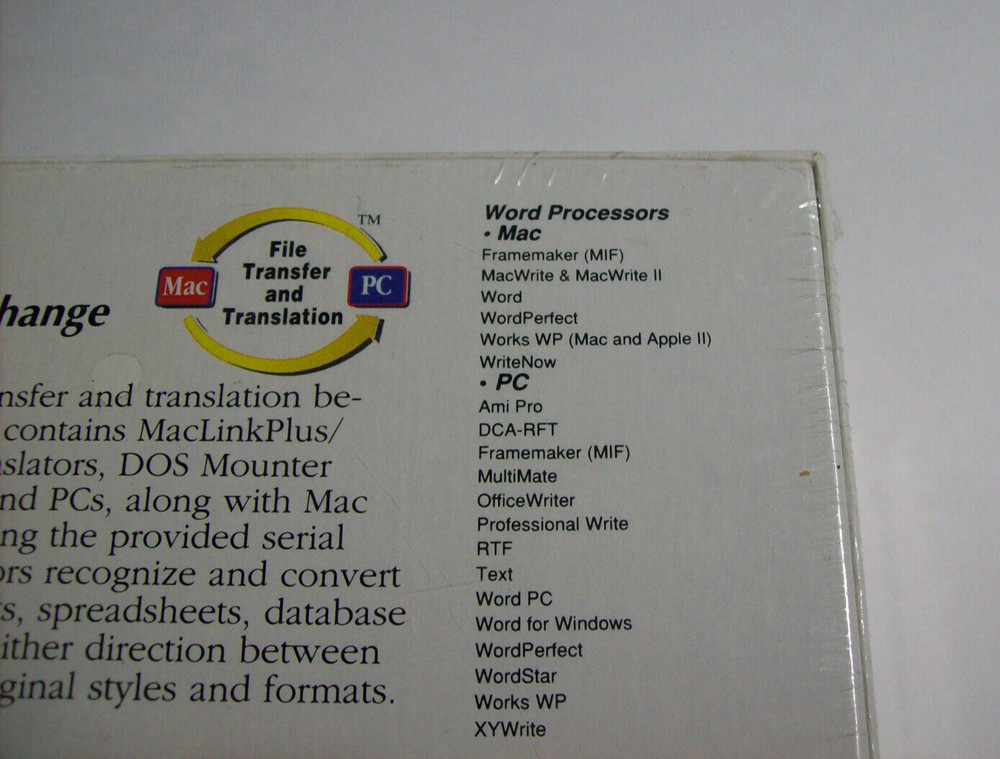 TM
File
Transfer
and
Translation
Mac
PC
hange
nsfer and translation be-
contains MacLinkPlus/
slators, DOS Mounter
nd PCs, along with Mac
ng the provided serial
ors recognize and convert
s, spreadsheets, database
ither direction between
ginal styles and formats.
Word Processors
• Mac
Framemaker (MIF)
MacWrite & MacWrite II
Word
WordPerfect
Works WP (Mac and Apple II)
WriteNow
• PC
Ami Pro
DCA-RFT
Framemaker (MIF)
MultiMate
OfficeWriter
Professional Write
RTF
Text
Word PC
Word for Windows
WordPerfect
WordStar
Works WP
XYWrite